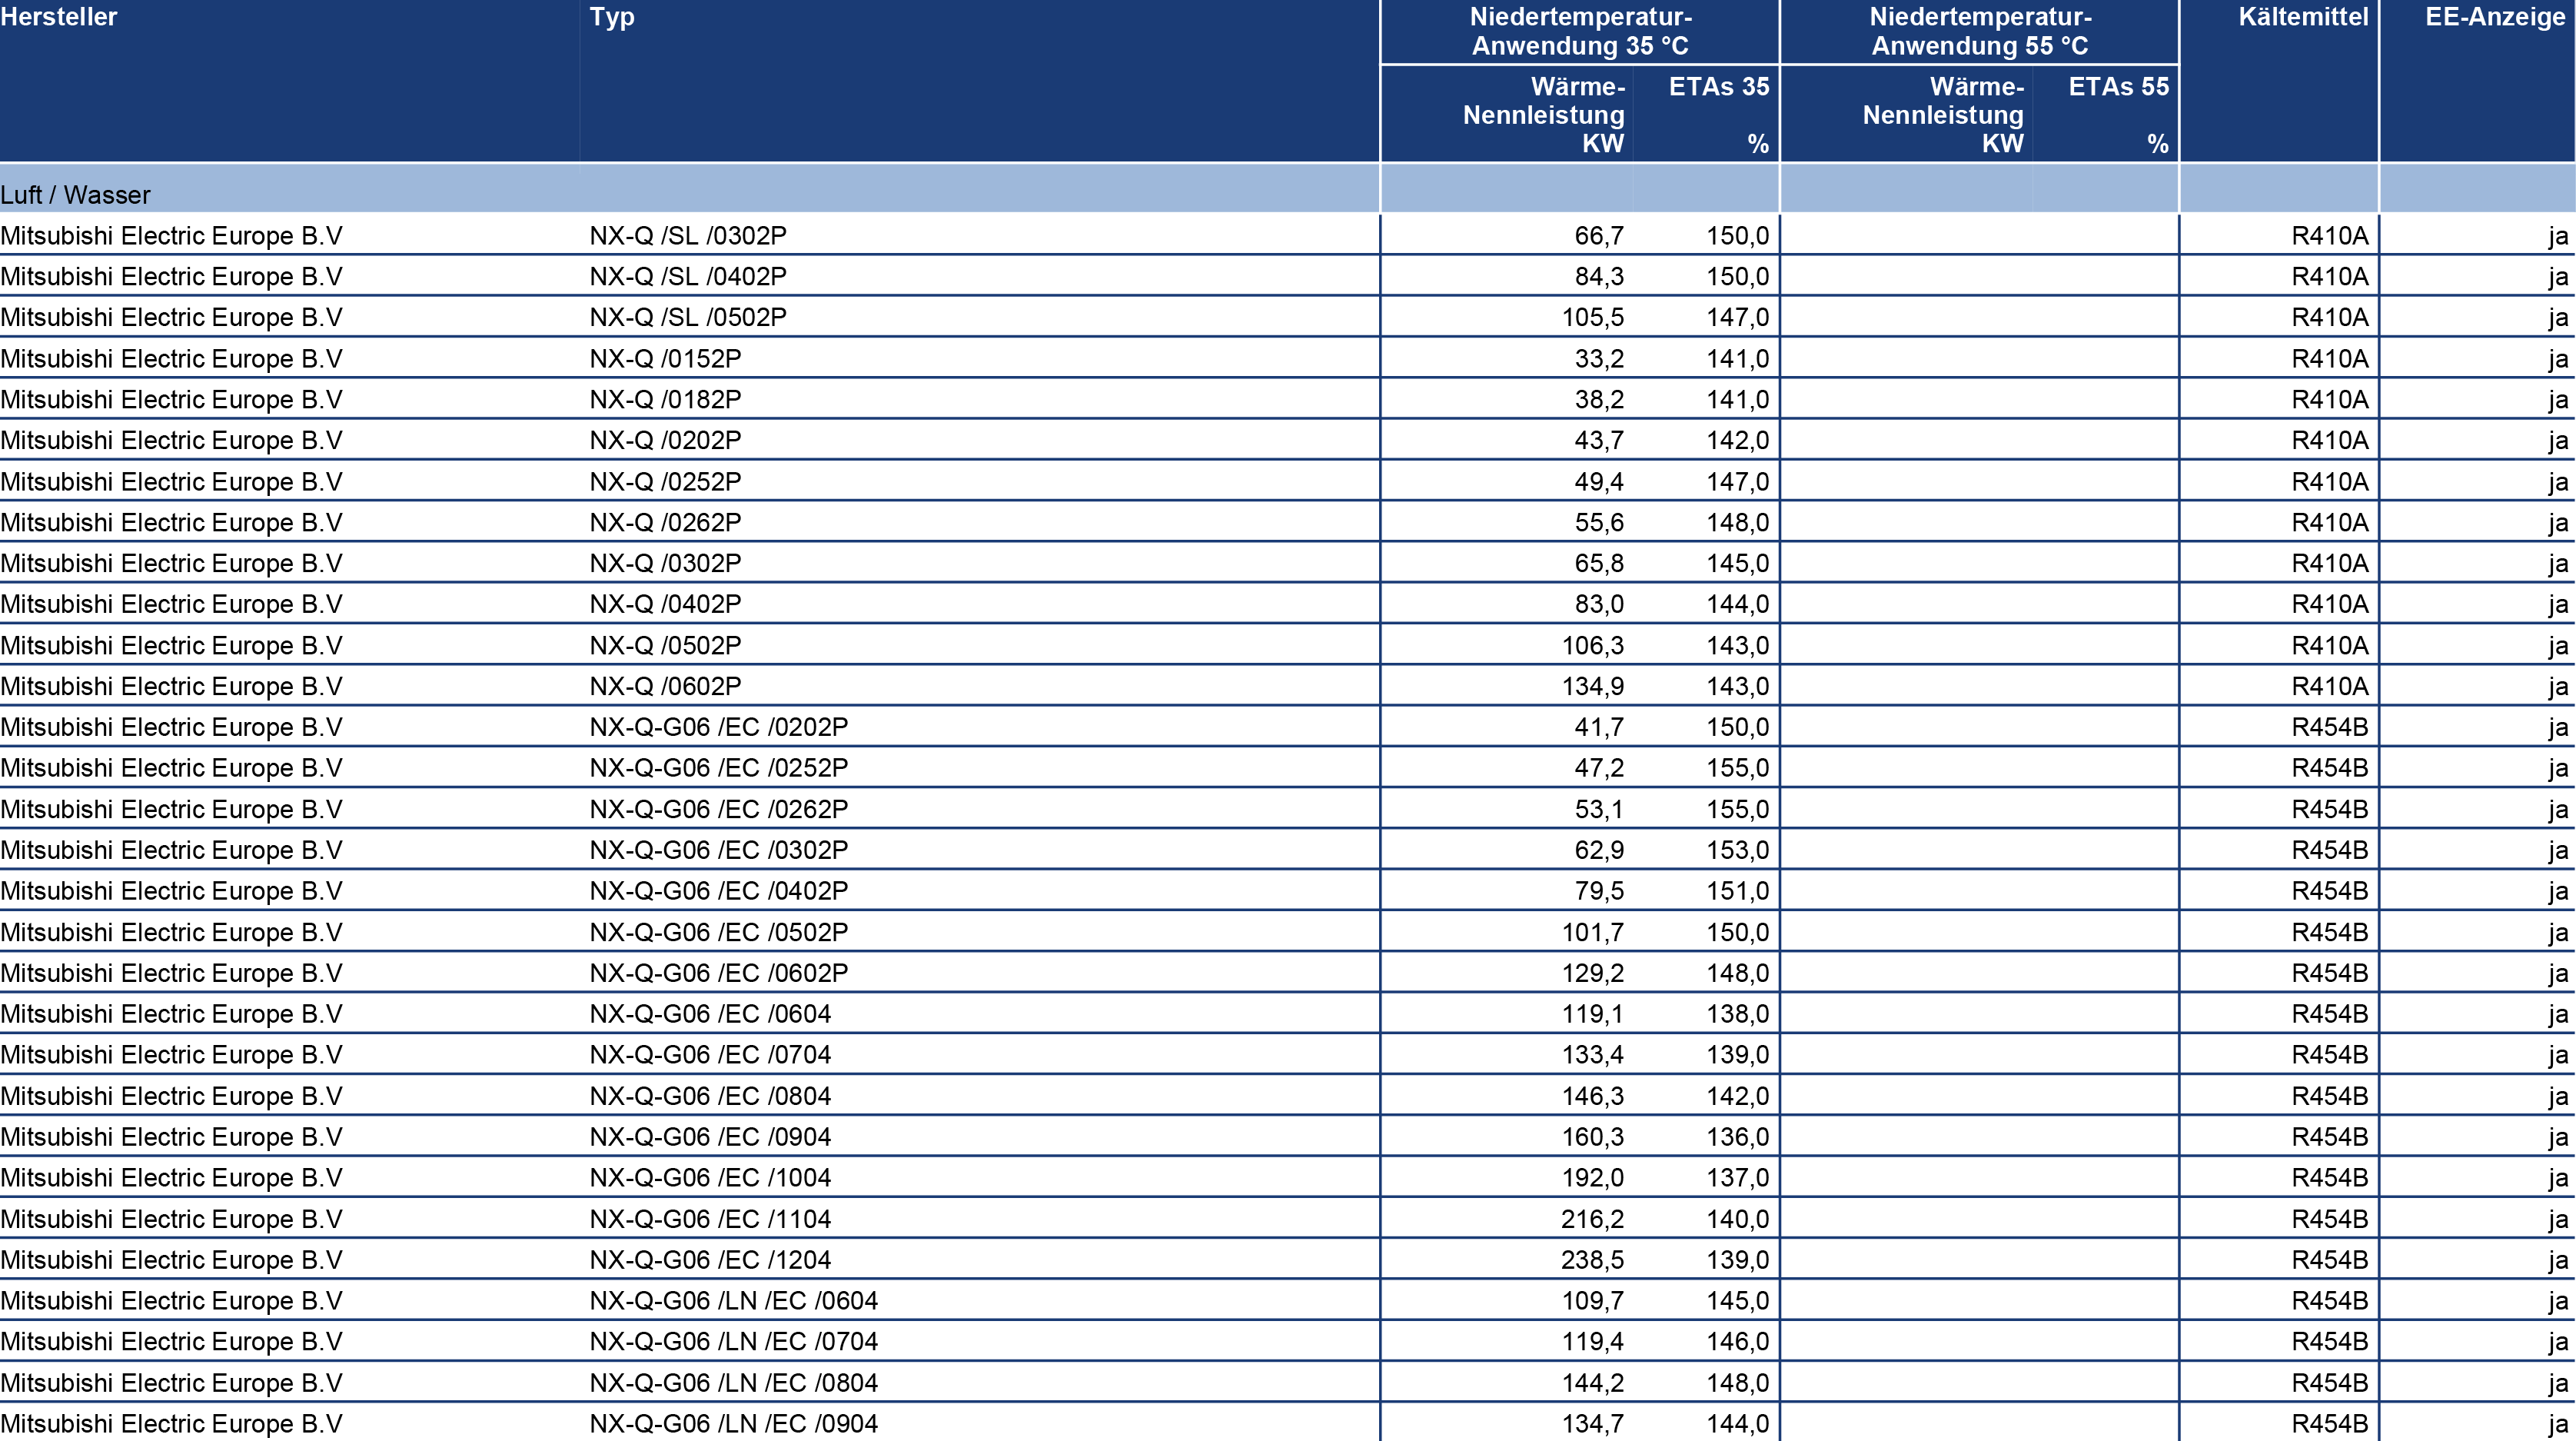 Hersteller Typ Niedertemperatur- Niedertemperatur- Kältemittel EE-Anzeige
Anwendung 35 °C Anwendung 55 °C
Wärme- ETAs 35 Wärme- ETAs 55
Nennleistung Nennleistung
KW % KW %
Luft / Wasser
Mitsubishi Electric Europe B.V NX-Q /SL /0302P 66,7 150,0 R410A ja
Mitsubishi Electric Europe B.V NX-Q /SL /0402P 84,3 150,0 R410A ja
Mitsubishi Electric Europe B.V NX-Q /SL /0502P 105,5 147,0 R410A ja
Mitsubishi Electric Europe B.V NX-Q /0152P 33,2 141,0 R410A ja
Mitsubishi Electric Europe B.V NX-Q /0182P 38,2 141,0 R410A ja
Mitsubishi Electric Europe B.V NX-Q /0202P 43,7 142,0 R410A ja
Mitsubishi Electric Europe B.V NX-Q /0252P 49,4 147,0 R410A ja
Mitsubishi Electric Europe B.V NX-Q /0262P 55,6 148,0 R410A ja
Mitsubishi Electric Europe B.V NX-Q /0302P 65,8 145,0 R410A ja
Mitsubishi Electric Europe B.V NX-Q /0402P 83,0 144,0 R410A ja
Mitsubishi Electric Europe B.V NX-Q /0502P 106,3 143,0 R410A ja
Mitsubishi Electric Europe B.V NX-Q /0602P 134,9 143,0 R410A ja
Mitsubishi Electric Europe B.V NX-Q-G06 /EC /0202P 41,7 150,0 R454B ja
Mitsubishi Electric Europe B.V NX-Q-G06 /EC /0252P 47,2 155,0 R454B ja
Mitsubishi Electric Europe B.V NX-Q-G06 /EC /0262P 53,1 155,0 R454B ja
Mitsubishi Electric Europe B.V NX-Q-G06 /EC /0302P 62,9 153,0 R454B ja
Mitsubishi Electric Europe B.V NX-Q-G06 /EC /0402P 79,5 151,0 R454B ja
Mitsubishi Electric Europe B.V NX-Q-G06 /EC /0502P 101,7 150,0 R454B ja
Mitsubishi Electric Europe B.V NX-Q-G06 /EC /0602P 129,2 148,0 R454B ja
Mitsubishi Electric Europe B.V NX-Q-G06 /EC /0604 119,1 138,0 R454B ja
Mitsubishi Electric Europe B.V NX-Q-G06 /EC /0704 133,4 139,0 R454B ja
Mitsubishi Electric Europe B.V NX-Q-G06 /EC /0804 146,3 142,0 R454B ja
Mitsubishi Electric Europe B.V NX-Q-G06 /EC /0904 160,3 136,0 R454B ja
Mitsubishi Electric Europe B.V NX-Q-G06 /EC /1004 192,0 137,0 R454B ja
Mitsubishi Electric Europe B.V NX-Q-G06 /EC /1104 216,2 140,0 R454B ja
Mitsubishi Electric Europe B.V NX-Q-G06 /EC /1204 238,5 139,0 R454B ja
Mitsubishi Electric Europe B.V NX-Q-G06 /LN /EC /0604 109,7 145,0 R454B ja
Mitsubishi Electric Europe B.V NX-Q-G06 /LN /EC /0704 119,4 146,0 R454B ja
Mitsubishi Electric Europe B.V NX-Q-G06 /LN /EC /0804 144,2 148,0 R454B ja
Mitsubishi Electric Europe B.V NX-Q-G06 /LN /EC /0904 134,7 144,0 R454B ja